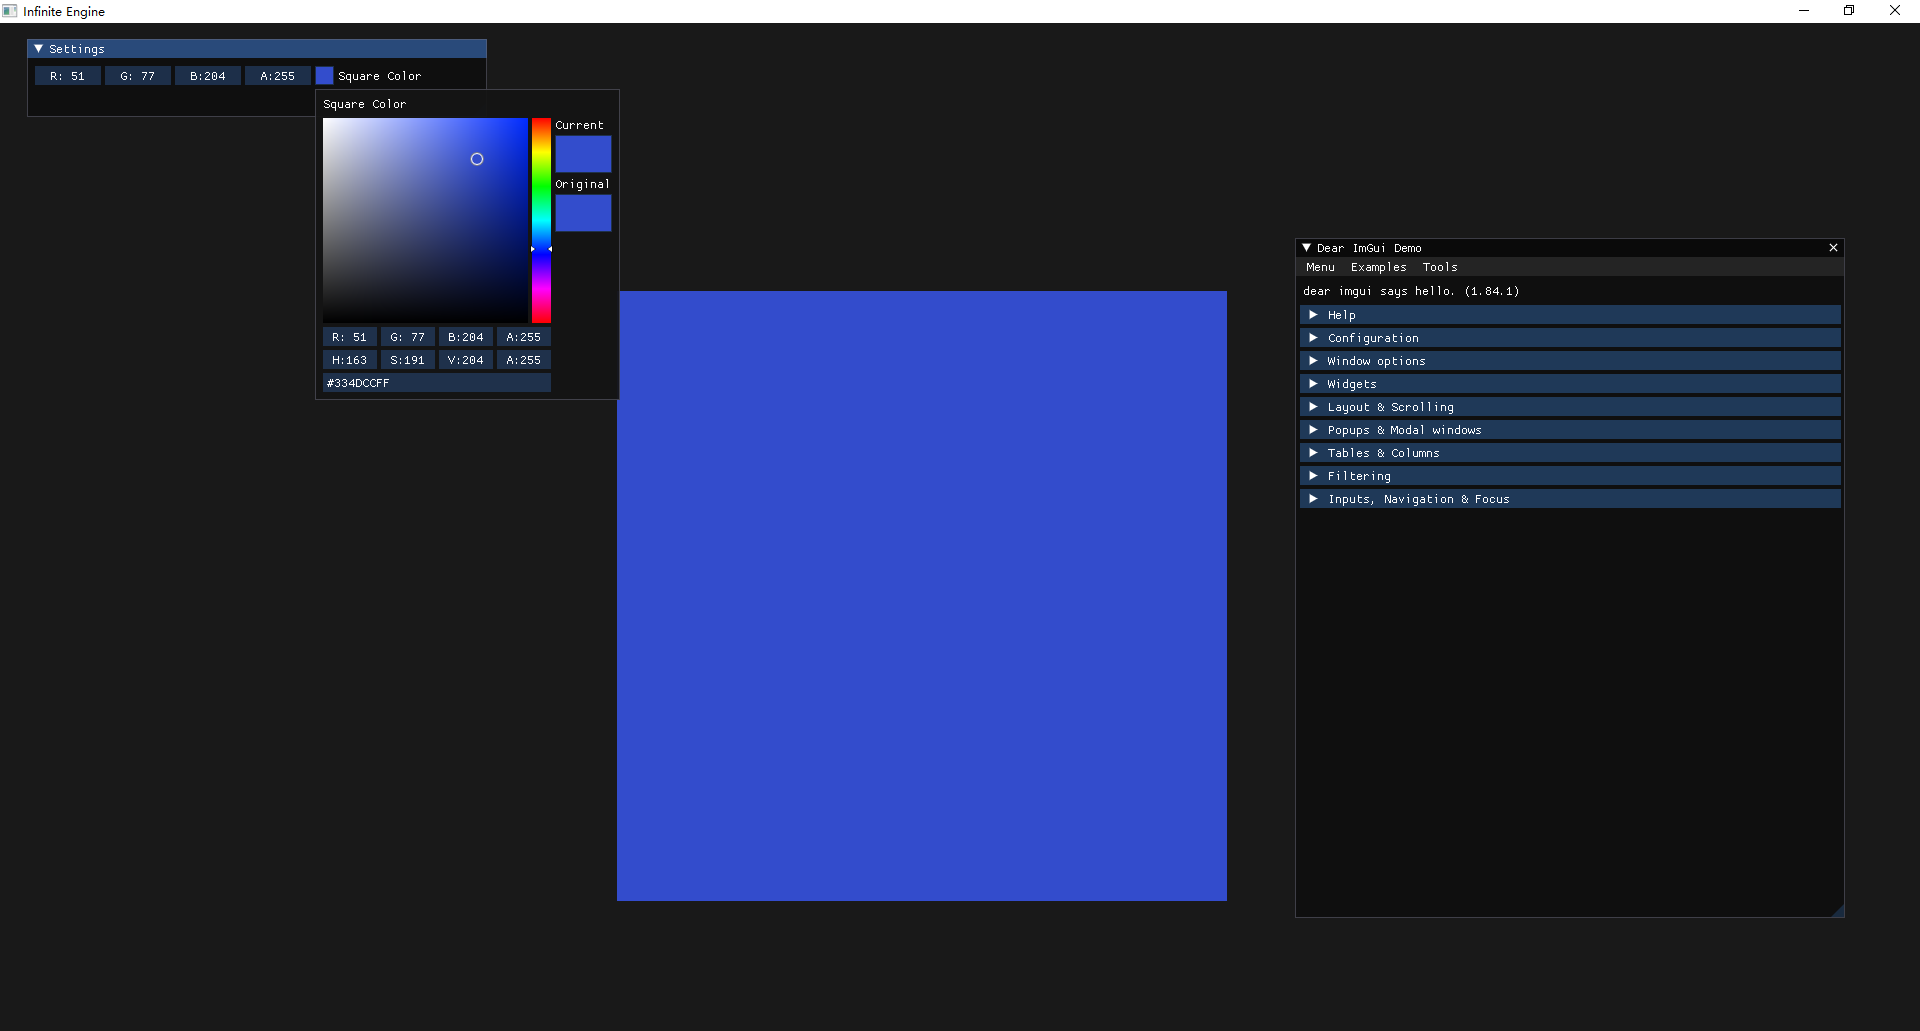 Infinite Engine
Settings
R: 51 G: 77 B:204 A:255 Square Color
Square Color
Current
Original
R: 51 G: 77 B:204 A:255
H:163 S:191 V:204 A:255
#334DCCFF
Dear ImGui Demo
Menu Examples Tools
dear imgui says hello. (1.84.1)
Help
Configuration
Window options
Widgets
Layout & Scrolling
Popups & Modal windows
Tables & Columns
Filtering
Inputs, Navigation & Focus